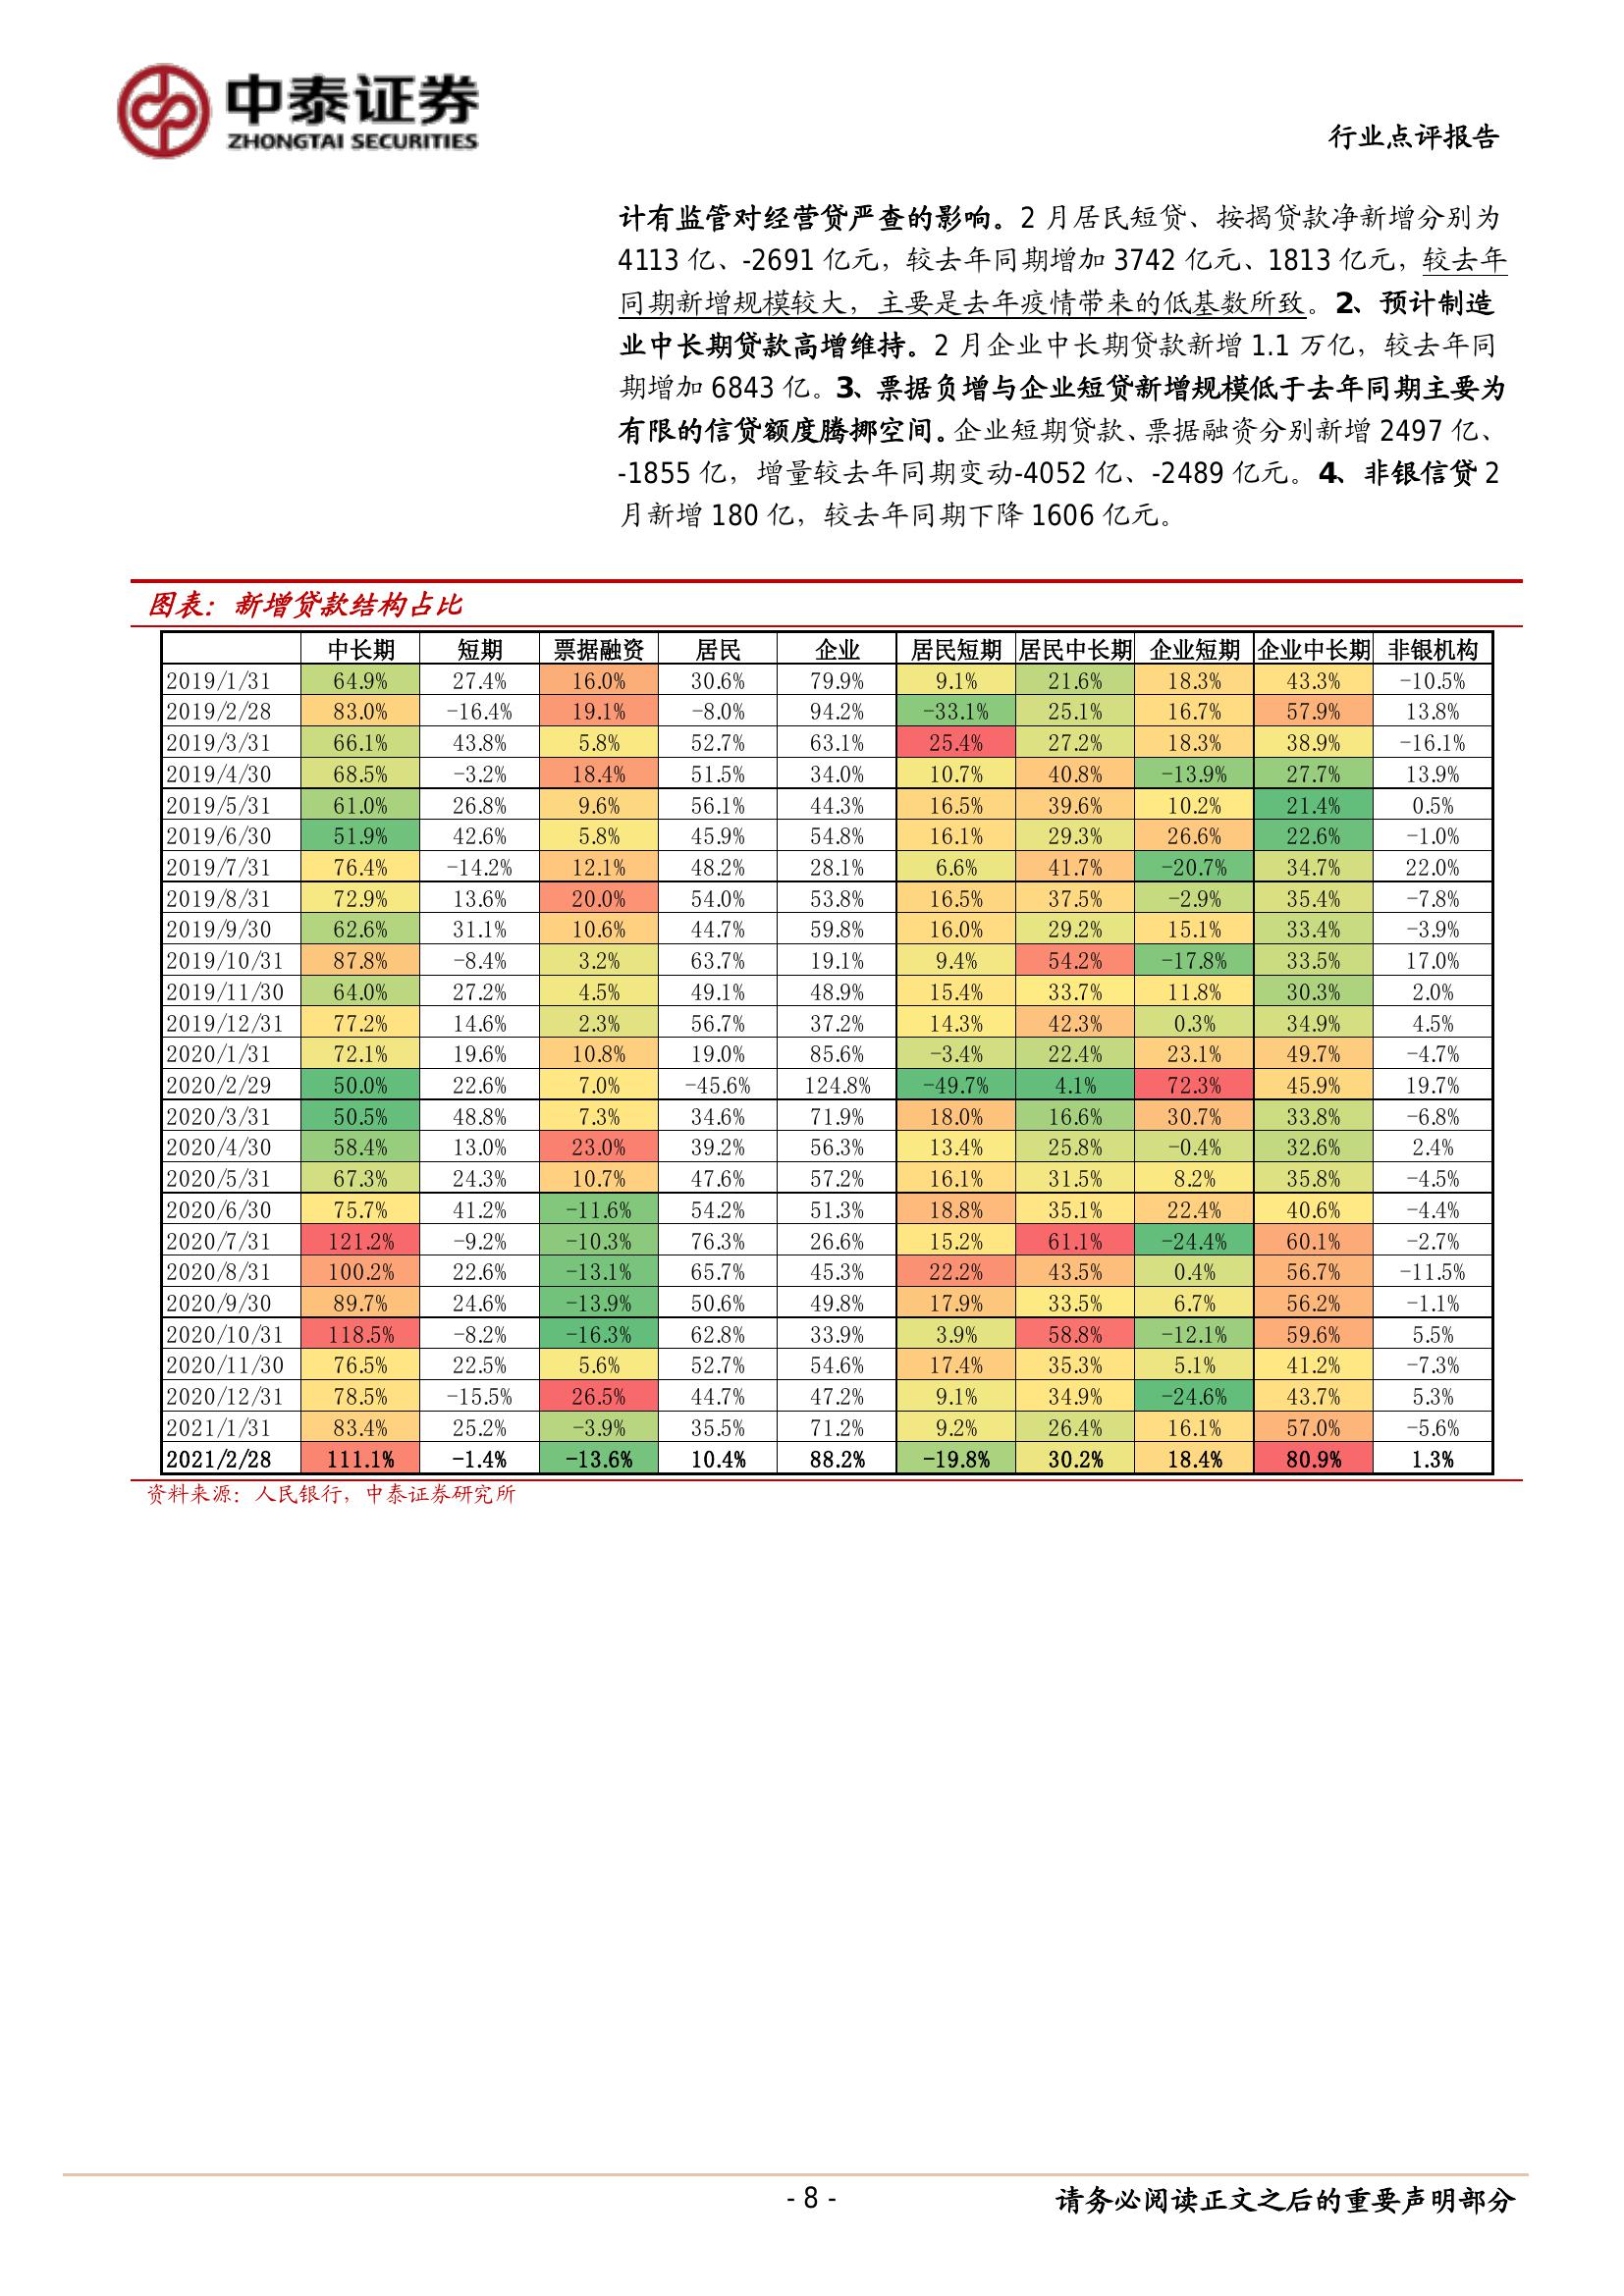 中泰证券
ZHONGTAI SECURITIES
行业点评报告
计有监管对经营贷严查的影响。2 月居民短贷、按揭贷款净新增分别为
4113 亿、-2691 亿元，较去年同期增加 3742 亿元、1813 亿元，较去年
同期新增规模较大，主要是去年疫情带来的低基数所致。2、预计制造
业中长期贷款高增维持。2 月企业中长期贷款新增 1.1 万亿，较去年同
期增加 6843 亿。3、票据负增与企业短贷新增规模低于去年同期主要为
有限的信贷额度腾挪空间。企业短期贷款、票据融资分别新增 2497 亿、
-1855 亿，增量较去年同期变动-4052 亿、-2489 亿元。4、非银信贷 2
月新增 180 亿，较去年同期下降 1606 亿元。
图表：新增贷款结构占比
中长期 短期 票据融资 居民 企业 居民短期 居民中长期 企业短期 企业中长期 非银机构
2019/1/31 64.9% 27.4% 16.0% 30.6% 79.9% 9.1% 21.6% 18.3% 43.3% -10.5%
2019/2/28 83.0% -16.4% 19.1% -8.0% 94.2% -33.1% 25.1% 16.7% 57.9% 13.8%
2019/3/31 66.1% 43.8% 5.8% 52.7% 63.1% 25.4% 27.2% 18.3% 38.9% -16.1%
2019/4/30 68.5% -3.2% 18.4% 51.5% 34.0% 10.7% 40.8% -13.9% 27.7% 13.9%
2019/5/31 61.0% 26.8% 9.6% 56.1% 44.3% 16.5% 39.6% 10.2% 21.4% 0.5%
2019/6/30 51.9% 42.6% 5.8% 45.9% 54.8% 16.1% 29.3% 26.6% 22.6% -1.0%
2019/7/31 76.4% -14.2% 12.1% 48.2% 28.1% 6.6% 41.7% -20.7% 34.7% 22.0%
2019/8/31 72.9% 13.6% 20.0% 54.0% 53.8% 16.5% 37.5% -2.9% 35.4% -7.8%
2019/9/30 62.6% 31.1% 10.6% 44.7% 59.8% 16.0% 29.2% 15.1% 33.4% -3.9%
2019/10/31 87.8% -8.4% 3.2% 63.7% 19.1% 9.4% 54.2% -17.8% 33.5% 17.0%
2019/11/30 64.0% 27.2% 4.5% 49.1% 48.9% 15.4% 33.7% 11.8% 30.3% 2.0%
2019/12/31 77.2% 14.6% 2.3% 56.7% 37.2% 14.3% 42.3% 0.3% 34.9% 4.5%
2020/1/31 72.1% 19.6% 10.8% 19.0% 85.6% -3.4% 22.4% 23.1% 49.7% -4.7%
2020/2/29 50.0% 22.6% 7.0% -45.6% 124.8% -49.7% 4.1% 72.3% 45.9% 19.7%
2020/3/31 50.5% 48.8% 7.3% 34.6% 71.9% 18.0% 16.6% 30.7% 33.8% -6.8%
2020/4/30 58.4% 13.0% 23.0% 39.2% 56.3% 13.4% 25.8% -0.4% 32.6% 2.4%
2020/5/31 67.3% 24.3% 10.7% 47.6% 57.2% 16.1% 31.5% 8.2% 35.8% -4.5%
2020/6/30 75.7% 41.2% -11.6% 54.2% 51.3% 18.8% 35.1% 22.4% 40.6% -4.4%
2020/7/31 121.2% -9.2% -10.3% 76.3% 26.6% 15.2% 61.1% -24.4% 60.1% -2.7%
2020/8/31 100.2% 22.6% -13.1% 65.7% 45.3% 22.2% 43.5% 0.4% 56.7% -11.5%
2020/9/30 89.7% 24.6% -13.9% 50.6% 49.8% 17.9% 33.5% 6.7% 56.2% -1.1%
2020/10/31 118.5% -8.2% -16.3% 62.8% 33.9% 3.9% 58.8% -12.1% 59.6% 5.5%
2020/11/30 76.5% 22.5% 5.6% 52.7% 54.6% 17.4% 35.3% 5.1% 41.2% -7.3%
2020/12/31 78.5% -15.5% 26.5% 44.7% 47.2% 9.1% 34.9% -24.6% 43.7% 5.3%
2021/1/31 83.4% 25.2% -3.9% 35.5% 71.2% 9.2% 26.4% 16.1% 57.0% -5.6%
2021/2/28 111.1% -1.4% -13.6% 10.4% 88.2% -19.8% 30.2% 18.4% 80.9% 1.3%
资料来源：人民银行，中泰证券研究所
- 8 -
请务必阅读正文之后的重要声明部分